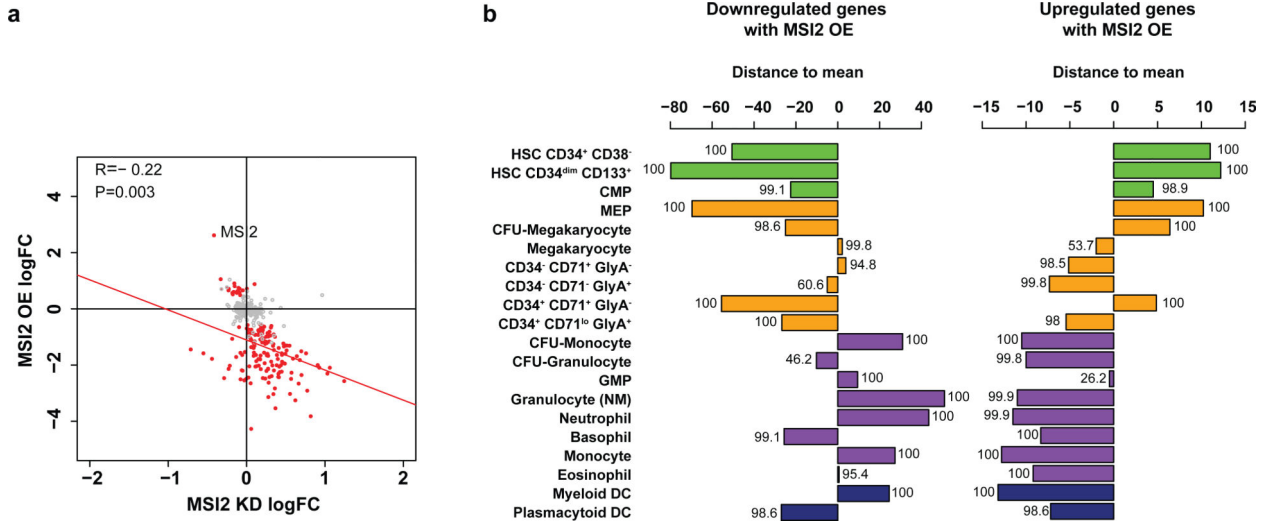 a
R=− 0.22
P=0.003
MSI2
MSI2 OE logFC
4
2
0
−2
−4
−2
−1
0
1
2
MSI2 KD logFC
b
Downregulated genes
with MSI2 OE
Upregulated genes
with MSI2 OE
Distance to mean
Distance to mean
−80 −60 −40 −20 0 20 40
−15 −10 −5 0 5 10 15
HSC CD34⁺ CD38⁻ 100 100
HSC CD34ᵈⁱᵐ CD133⁺ 100 100
CMP 99.1 98.9
MEP 100 100
CFU-Megakaryocyte 98.6 100
Megakaryocyte 99.8 53.7
CD34⁻ CD71⁺ GlyA⁻ 94.8 98.5
CD34⁻ CD71⁻ GlyA⁺ 60.6 99.8
CD34⁺ CD71⁺ GlyA⁻ 100 100
CD34⁺ CD71ˡᵒ GlyA⁺ 100 98
CFU-Monocyte 100 100
CFU-Granulocyte 46.2 99.8
GMP 100 26.2
Granulocyte (NM) 100 99.9
Neutrophil 100 99.9
Basophil 99.1 100
Monocyte 100 100
Eosinophil 95.4 100
Myeloid DC 100 100
Plasmacytoid DC 98.6 98.6